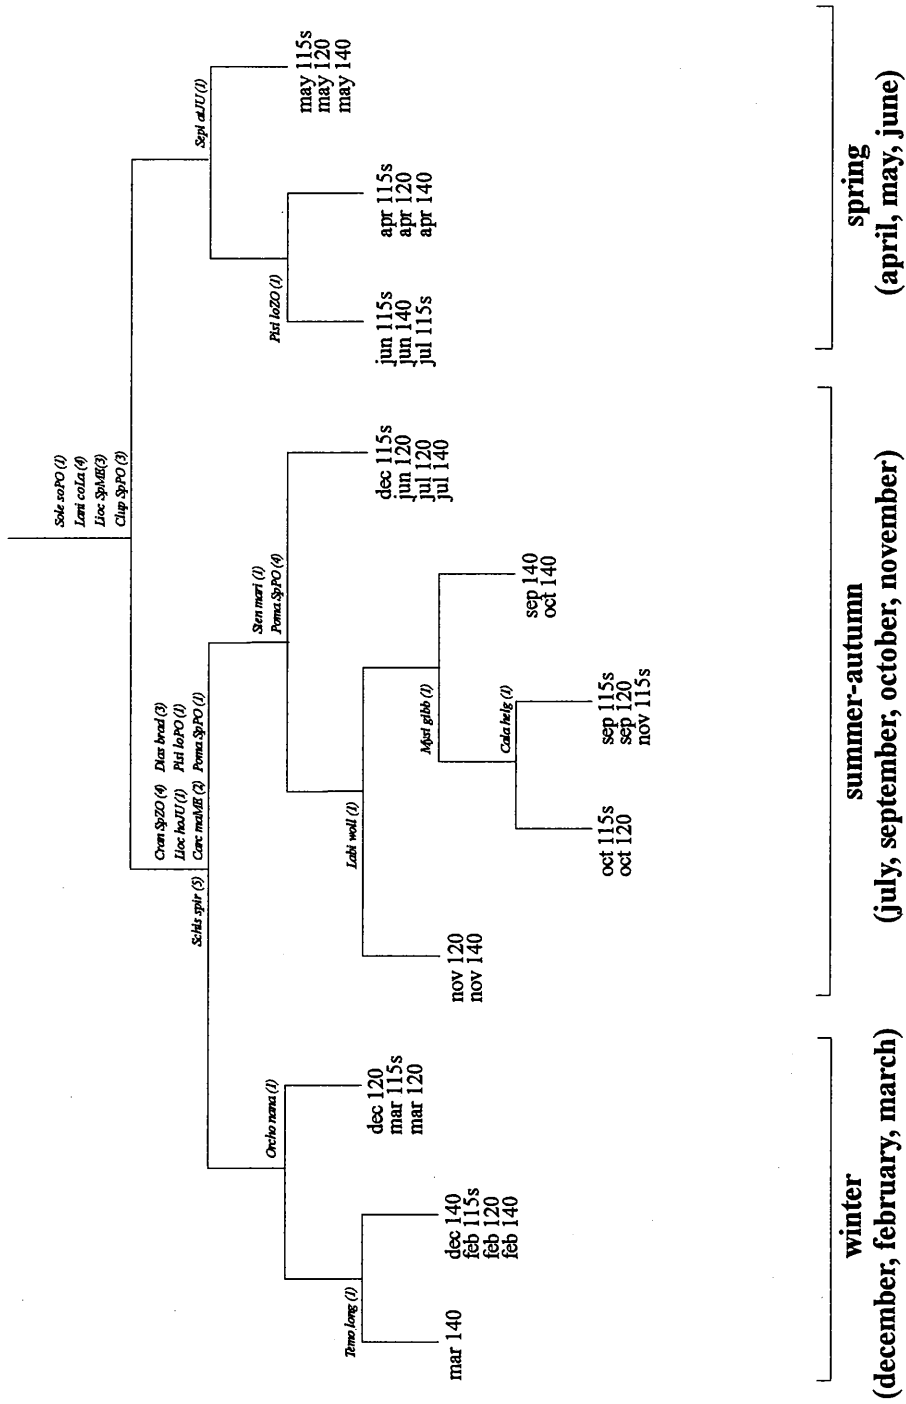 Sole soPO (1)
Lani coLa (4)
Lioc SpME (3)
Clup SpPO (3)
Cran SpZO (4) Dias brad (3)
Lioc hoJU (1) Pisi loPO (1)
Carc maME (2) Poma SpPO (1)
Schis spir (5)
Sepi atJU (1)
Orcho nana (1)
Sten mari (1)
Poma SpPO (4)
Pisi loZO (1)
may 115s
may 120
may 140
Temo long (1)
dec 120
mar 115s
mar 120
Labi woll (1)
dec 115s
jun 120
jul 120
jul 140
jun 115s
jun 140
jul 115s
apr 115s
apr 120
apr 140
mar 140
dec 140
feb 115s
feb 120
feb 140
nov 120
nov 140
Mysi gibb (1)
Cala helg (1)
sep 140
oct 140
oct 115s
oct 120
sep 115s
sep 120
nov 115s
winter
(december, february, march)
summer-autumn
(july, september, october, november)
spring
(april, may, june)